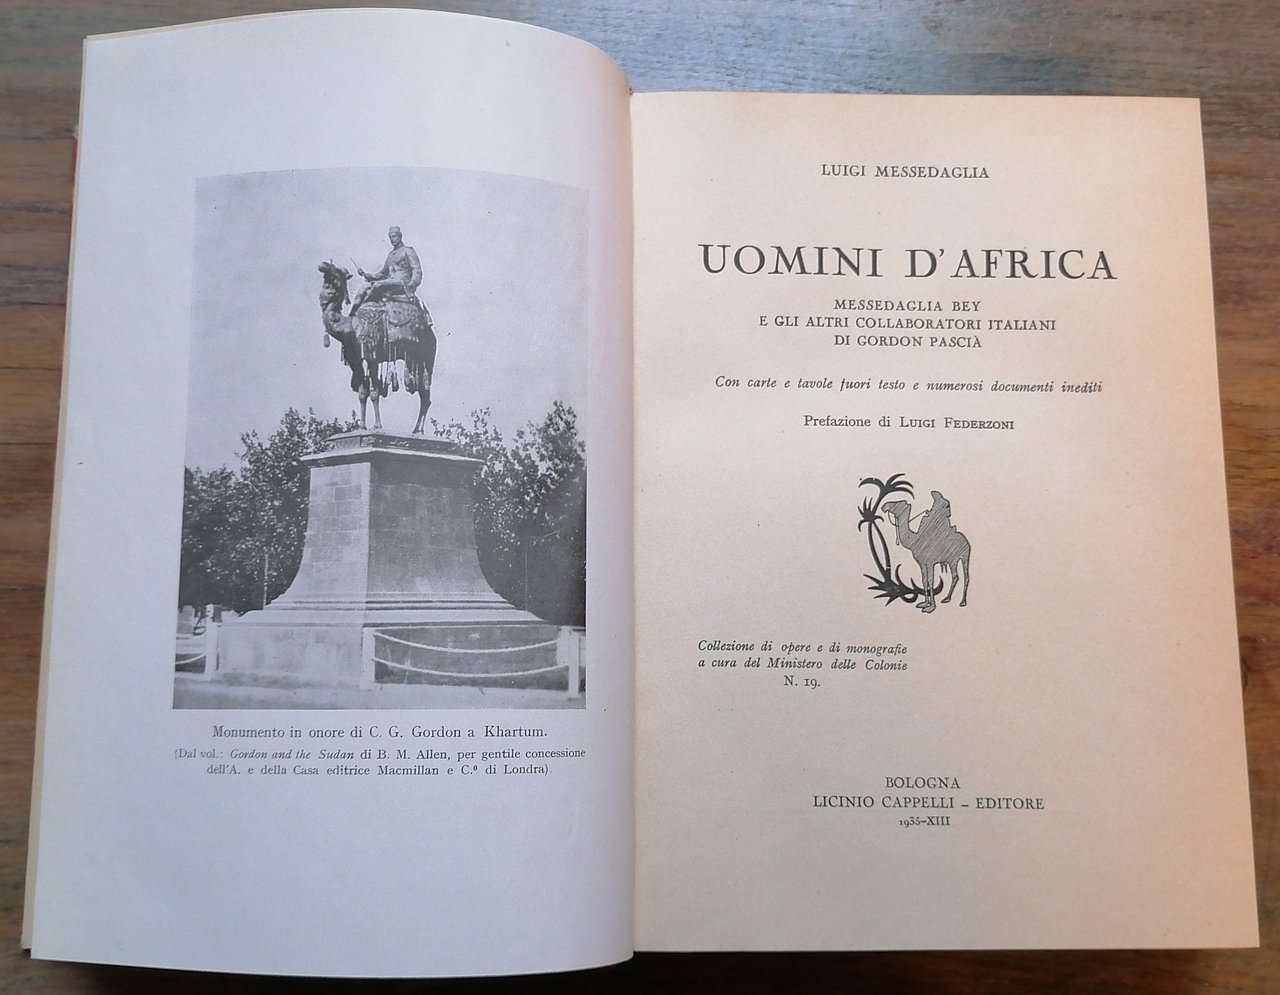 Monumento in onore di C. G. Gordon a Khartum.
(Dal vol.: Gordon and the Sudan di B. M. Allen, per gentile concessione
dell'A. e della Casa editrice Macmillan e C.º di Londra).
LUIGI MESSEDAGLIA
UOMINI D'AFRICA
MESSEDAGLIA BEY
E GLI ALTRI COLLABORATORI ITALIANI
DI GORDON PASCIÀ
Con carte e tavole fuori testo e numerosi documenti inediti
Prefazione di LUIGI FEDERZONI
Collezione di opere e di monografie
a cura del Ministero delle Colonie
N. 19.
BOLOGNA
LICINIO CAPPELLI – EDITORE
1935–XIII